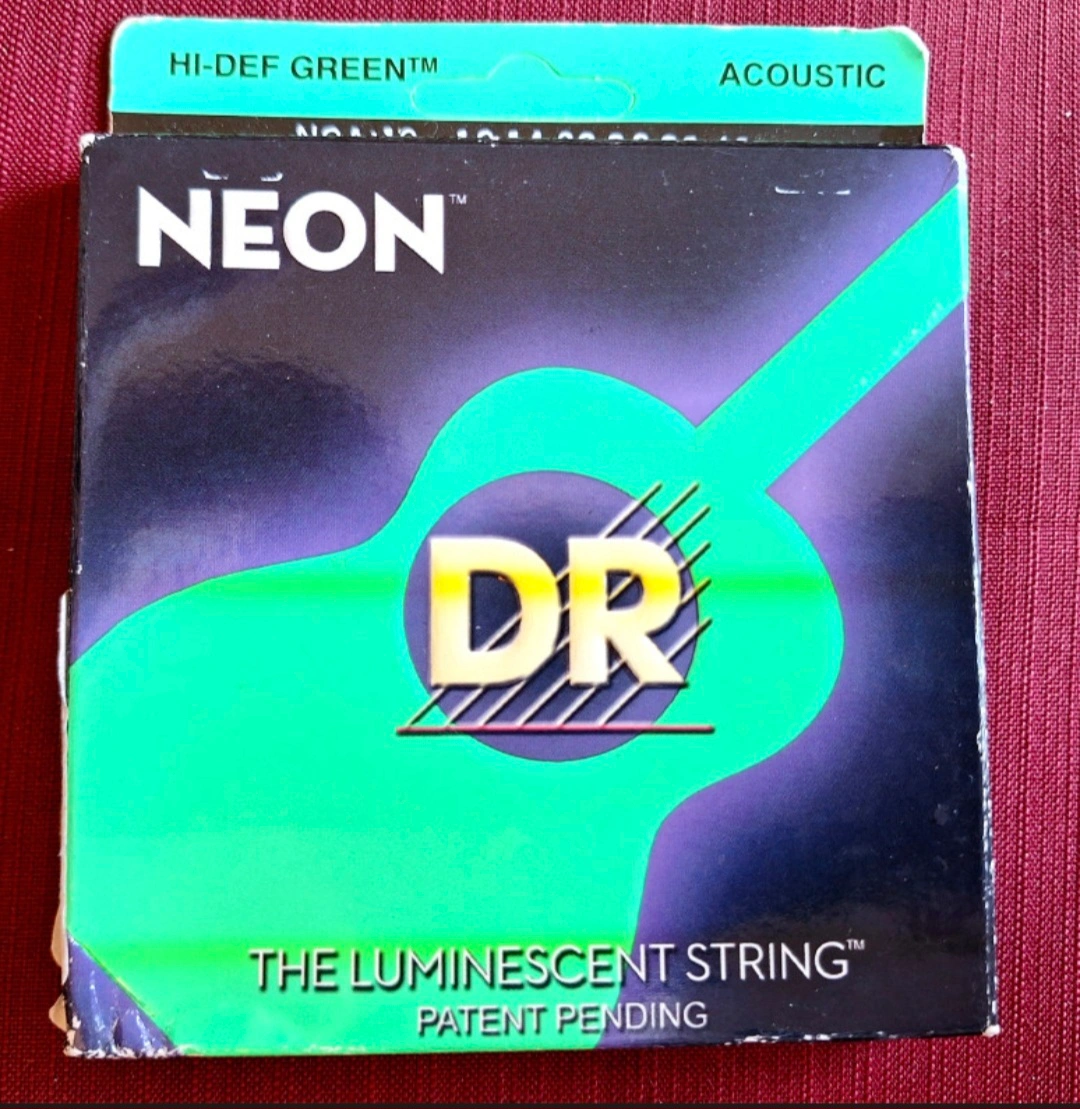 HI-DEF GREEN™ ACOUSTIC
NEON™
DR
THE LUMINESCENT STRING™
PATENT PENDING